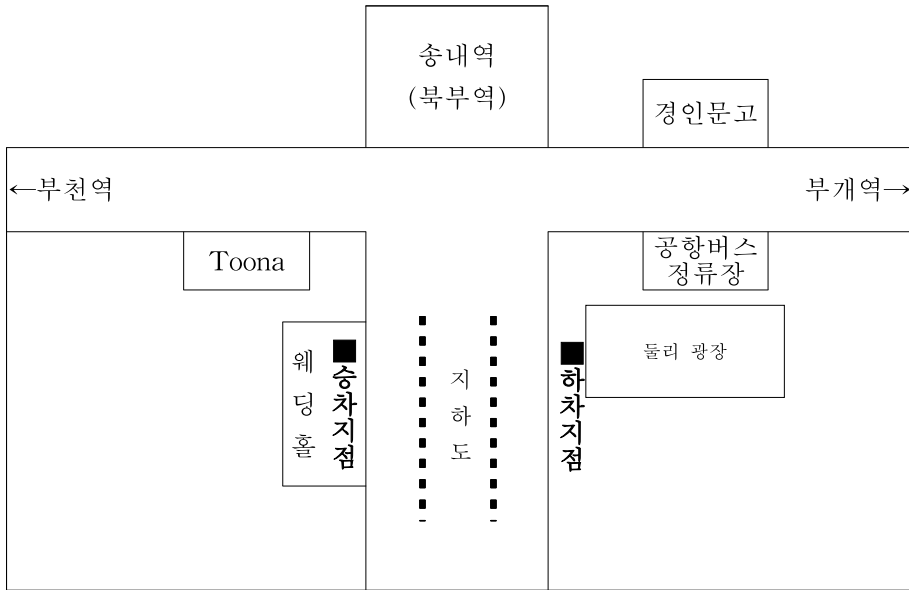 송내역
(북부역)
경인문고
←부천역
부개역→
Toona
공항버스
정류장
웨딩홀
■승차지점
지하도
■하차지점
둘리 광장